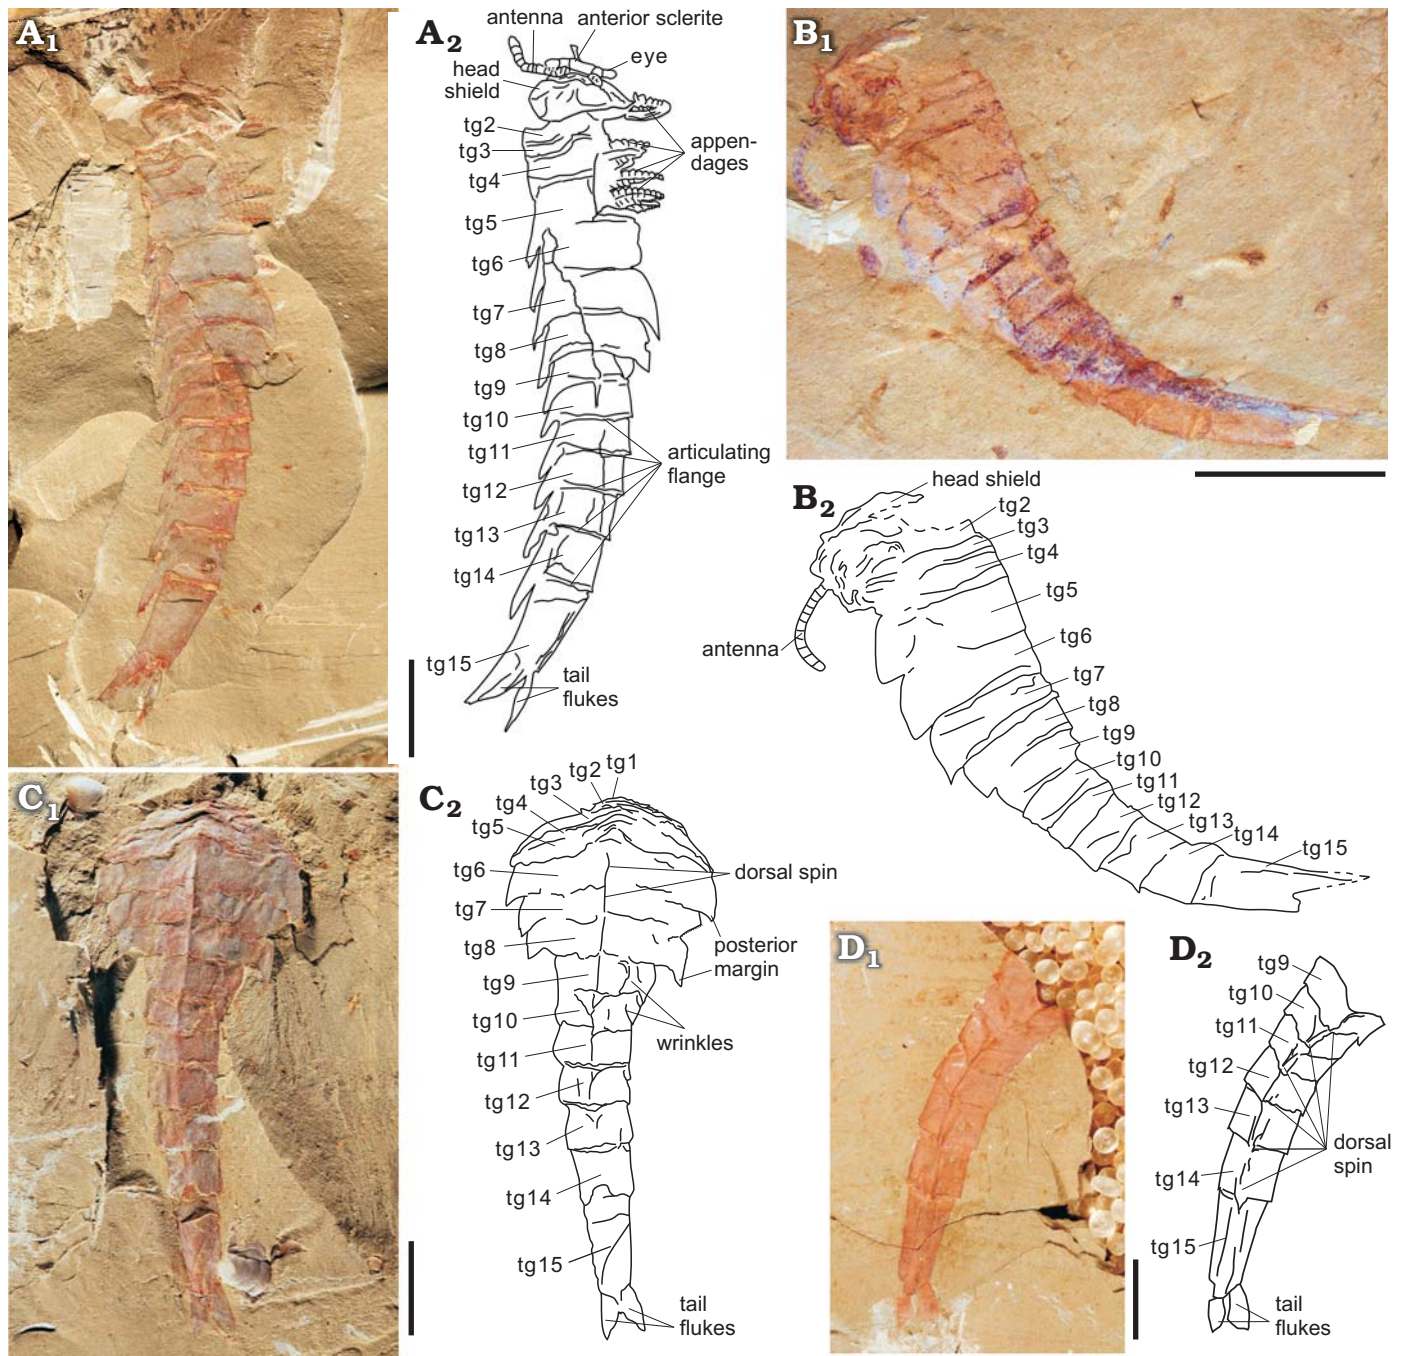 A1
A2
antenna
anterior sclerite
eye
head
shield
tg2
tg3
tg4
appen-
dages
tg5
tg6
tg7
tg8
tg9
tg10
tg11
articulating
flange
tg12
tg13
tg14
tg15
tail
flukes
B1
B2
head shield
tg2
tg3
tg4
tg5
tg6
antenna
tg7
tg8
tg9
tg10
tg11
tg12
tg13
tg14
tg15
C1
C2
tg1
tg2
tg3
tg4
tg5
tg6
dorsal spin
tg7
tg8
posterior
margin
tg9
tg10
wrinkles
tg11
tg12
tg13
tg14
tg15
tail
flukes
D1
D2
tg9
tg10
tg11
tg12
tg13
dorsal
spin
tg14
tg15
tail
flukes